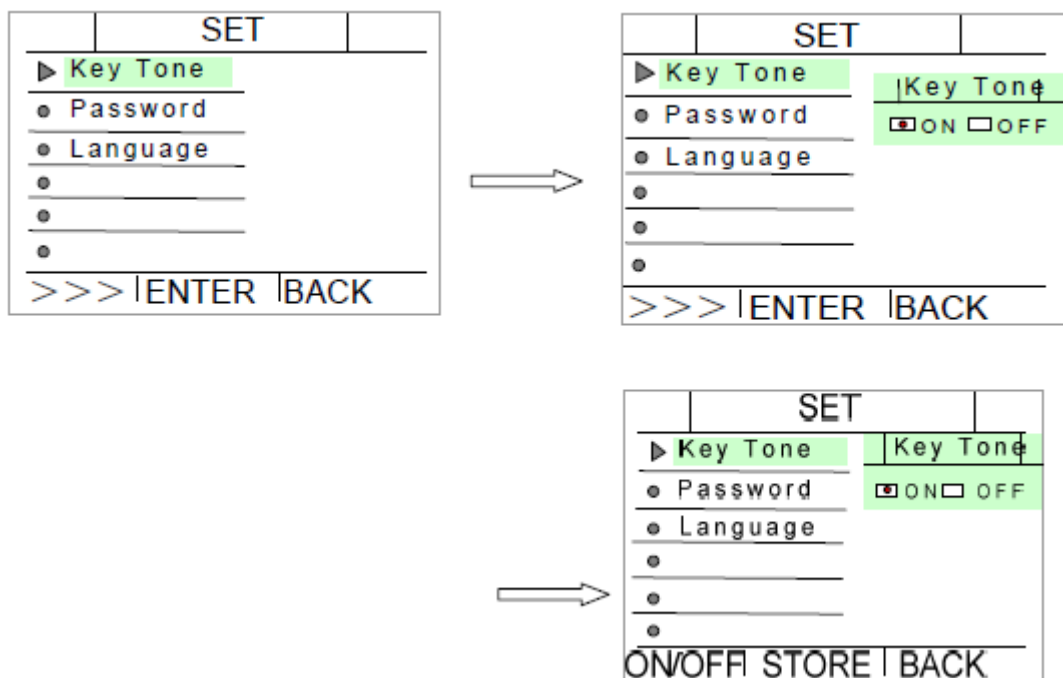 SET
Key Tone
Password
Language
>>> ENTER BACK
SET
Key Tone
Key Tone
Password
ON OFF
Language
>>> ENTER BACK
SET
Key Tone
Key Tone
Password
ON OFF
Language
ON/OFF STORE BACK